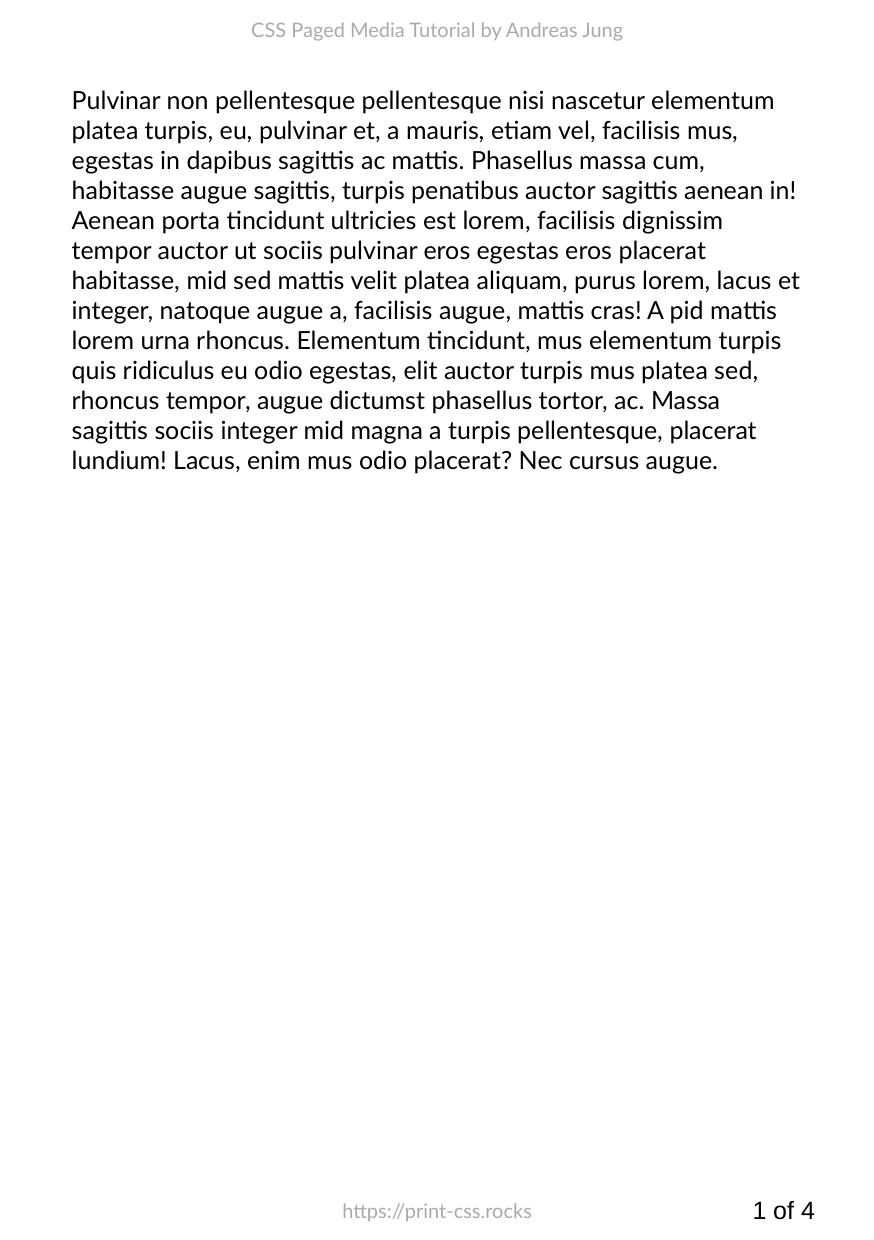 CSS Paged Media Tutorial by Andreas Jung
Pulvinar non pellentesque pellentesque nisi nascetur elementum
platea turpis, eu, pulvinar et, a mauris, etiam vel, facilisis mus,
egestas in dapibus sagittis ac mattis. Phasellus massa cum,
habitasse augue sagittis, turpis penatibus auctor sagittis aenean in!
Aenean porta tincidunt ultricies est lorem, facilisis dignissim
tempor auctor ut sociis pulvinar eros egestas eros placerat
habitasse, mid sed mattis velit platea aliquam, purus lorem, lacus et
integer, natoque augue a, facilisis augue, mattis cras! A pid mattis
lorem urna rhoncus. Elementum tincidunt, mus elementum turpis
quis ridiculus eu odio egestas, elit auctor turpis mus platea sed,
rhoncus tempor, augue dictumst phasellus tortor, ac. Massa
sagittis sociis integer mid magna a turpis pellentesque, placerat
lundium! Lacus, enim mus odio placerat? Nec cursus augue.
https://print-css.rocks
1 of 4